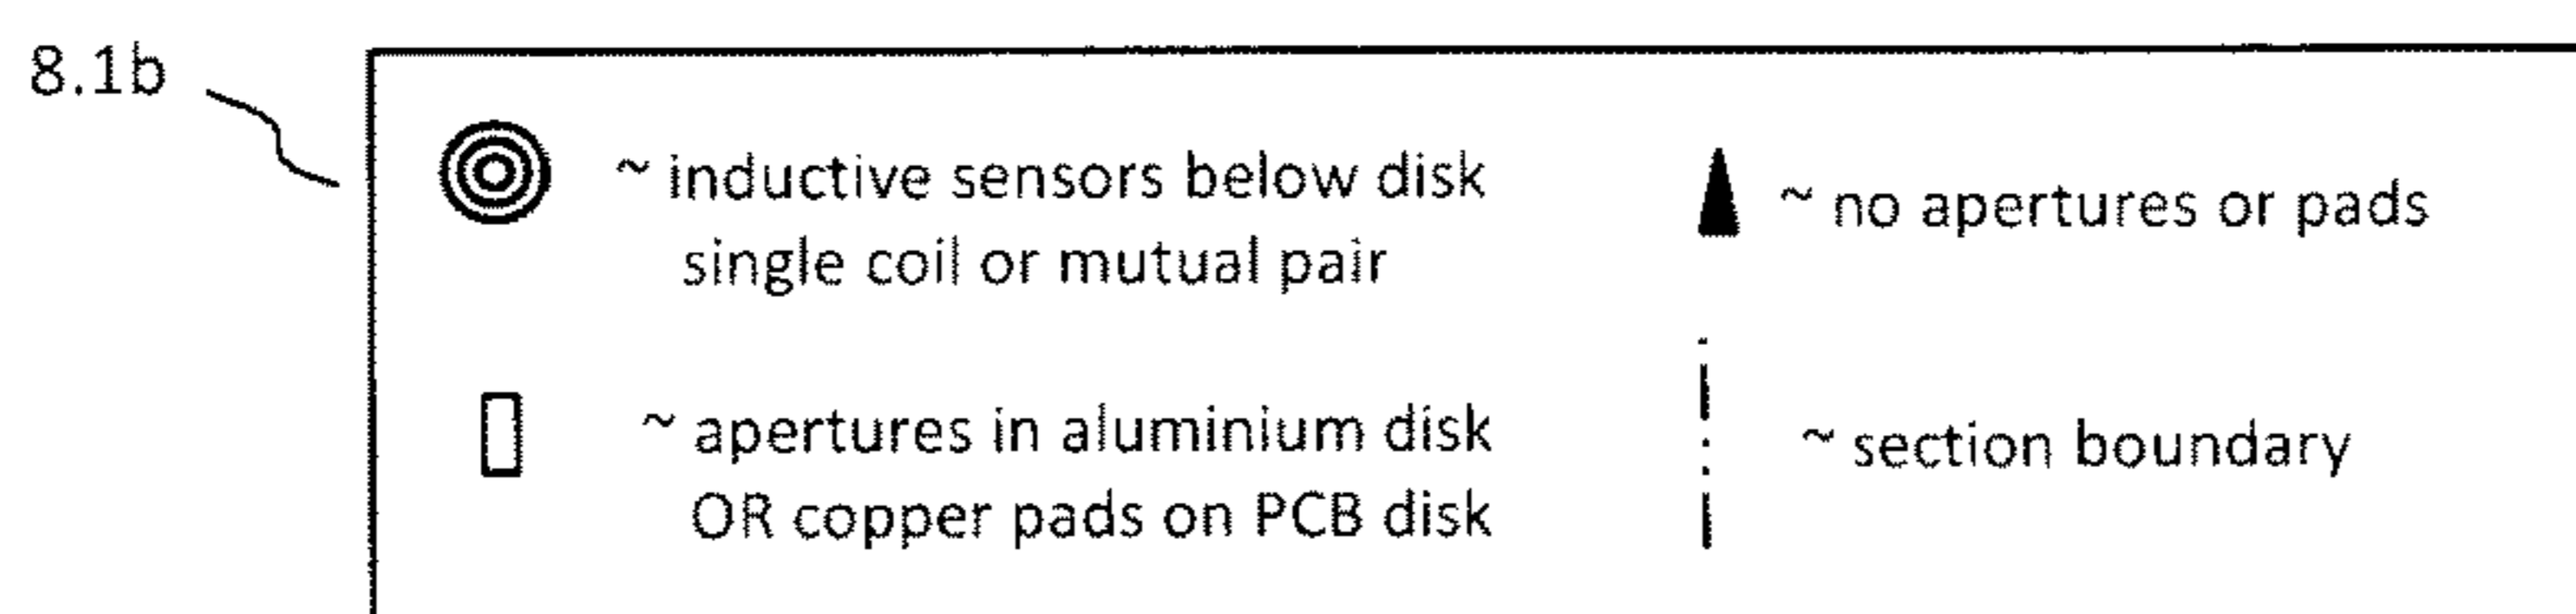 8.1b
~ inductive sensors below disk
single coil or mutual pair
~ no apertures or pads
~ apertures in aluminium disk
OR copper pads on PCB disk
~ section boundary